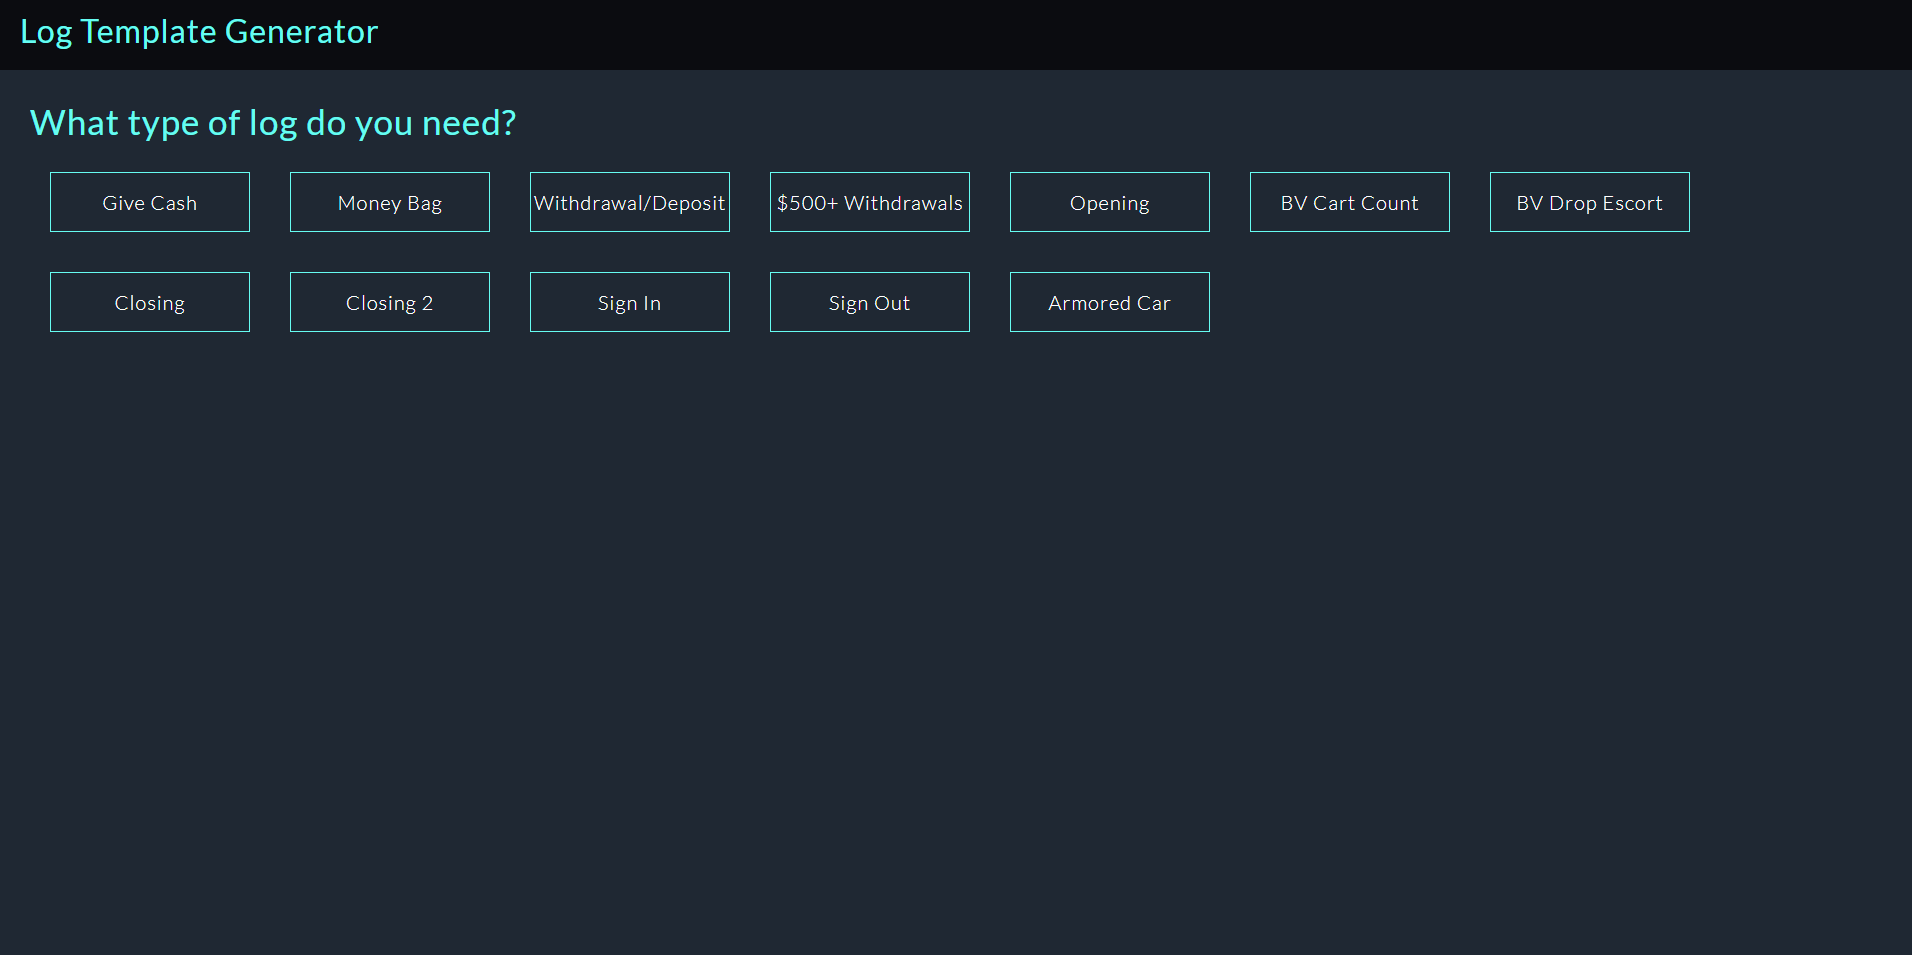 Log Template Generator
What type of log do you need?
Give Cash
Money Bag
Withdrawal/Deposit
$500+ Withdrawals
Opening
BV Cart Count
BV Drop Escort
Closing
Closing 2
Sign In
Sign Out
Armored Car